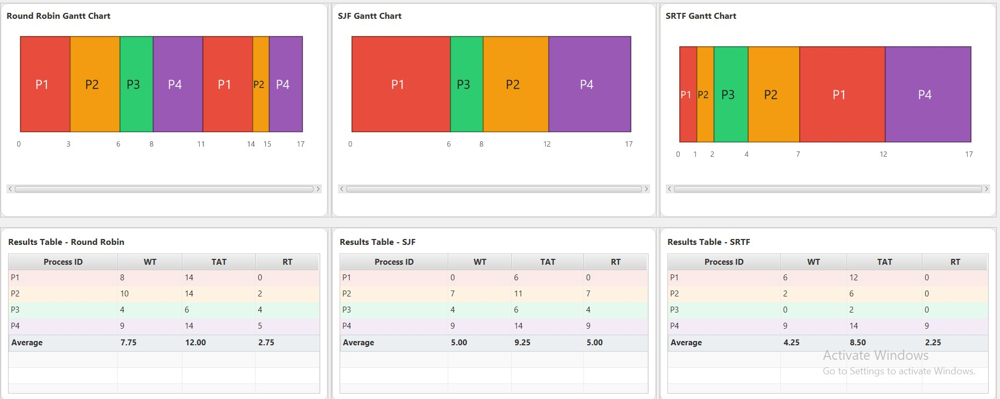 Round Robin Gantt Chart
P1 P2 P3 P4 P1 P2 P4
0 3 6 8 11 14 15 17
SJF Gantt Chart
P1 P3 P2 P4
0 6 8 12 17
SRTF Gantt Chart
P1 P2 P3 P2 P1 P4
0 1 2 4 7 12 17
Results Table - Round Robin
Process ID WT TAT RT
P1 8 14 0
P2 10 14 2
P3 4 6 4
P4 9 14 5
Average 7.75 12.00 2.75
Results Table - SJF
Process ID WT TAT RT
P1 0 6 0
P2 7 11 7
P3 4 6 4
P4 9 14 9
Average 5.00 9.25 5.00
Results Table - SRTF
Process ID WT TAT RT
P1 6 12 0
P2 2 6 0
P3 0 2 0
P4 9 14 9
Average 4.25 8.50 2.25
Activate Windows
Go to Settings to activate Windows.